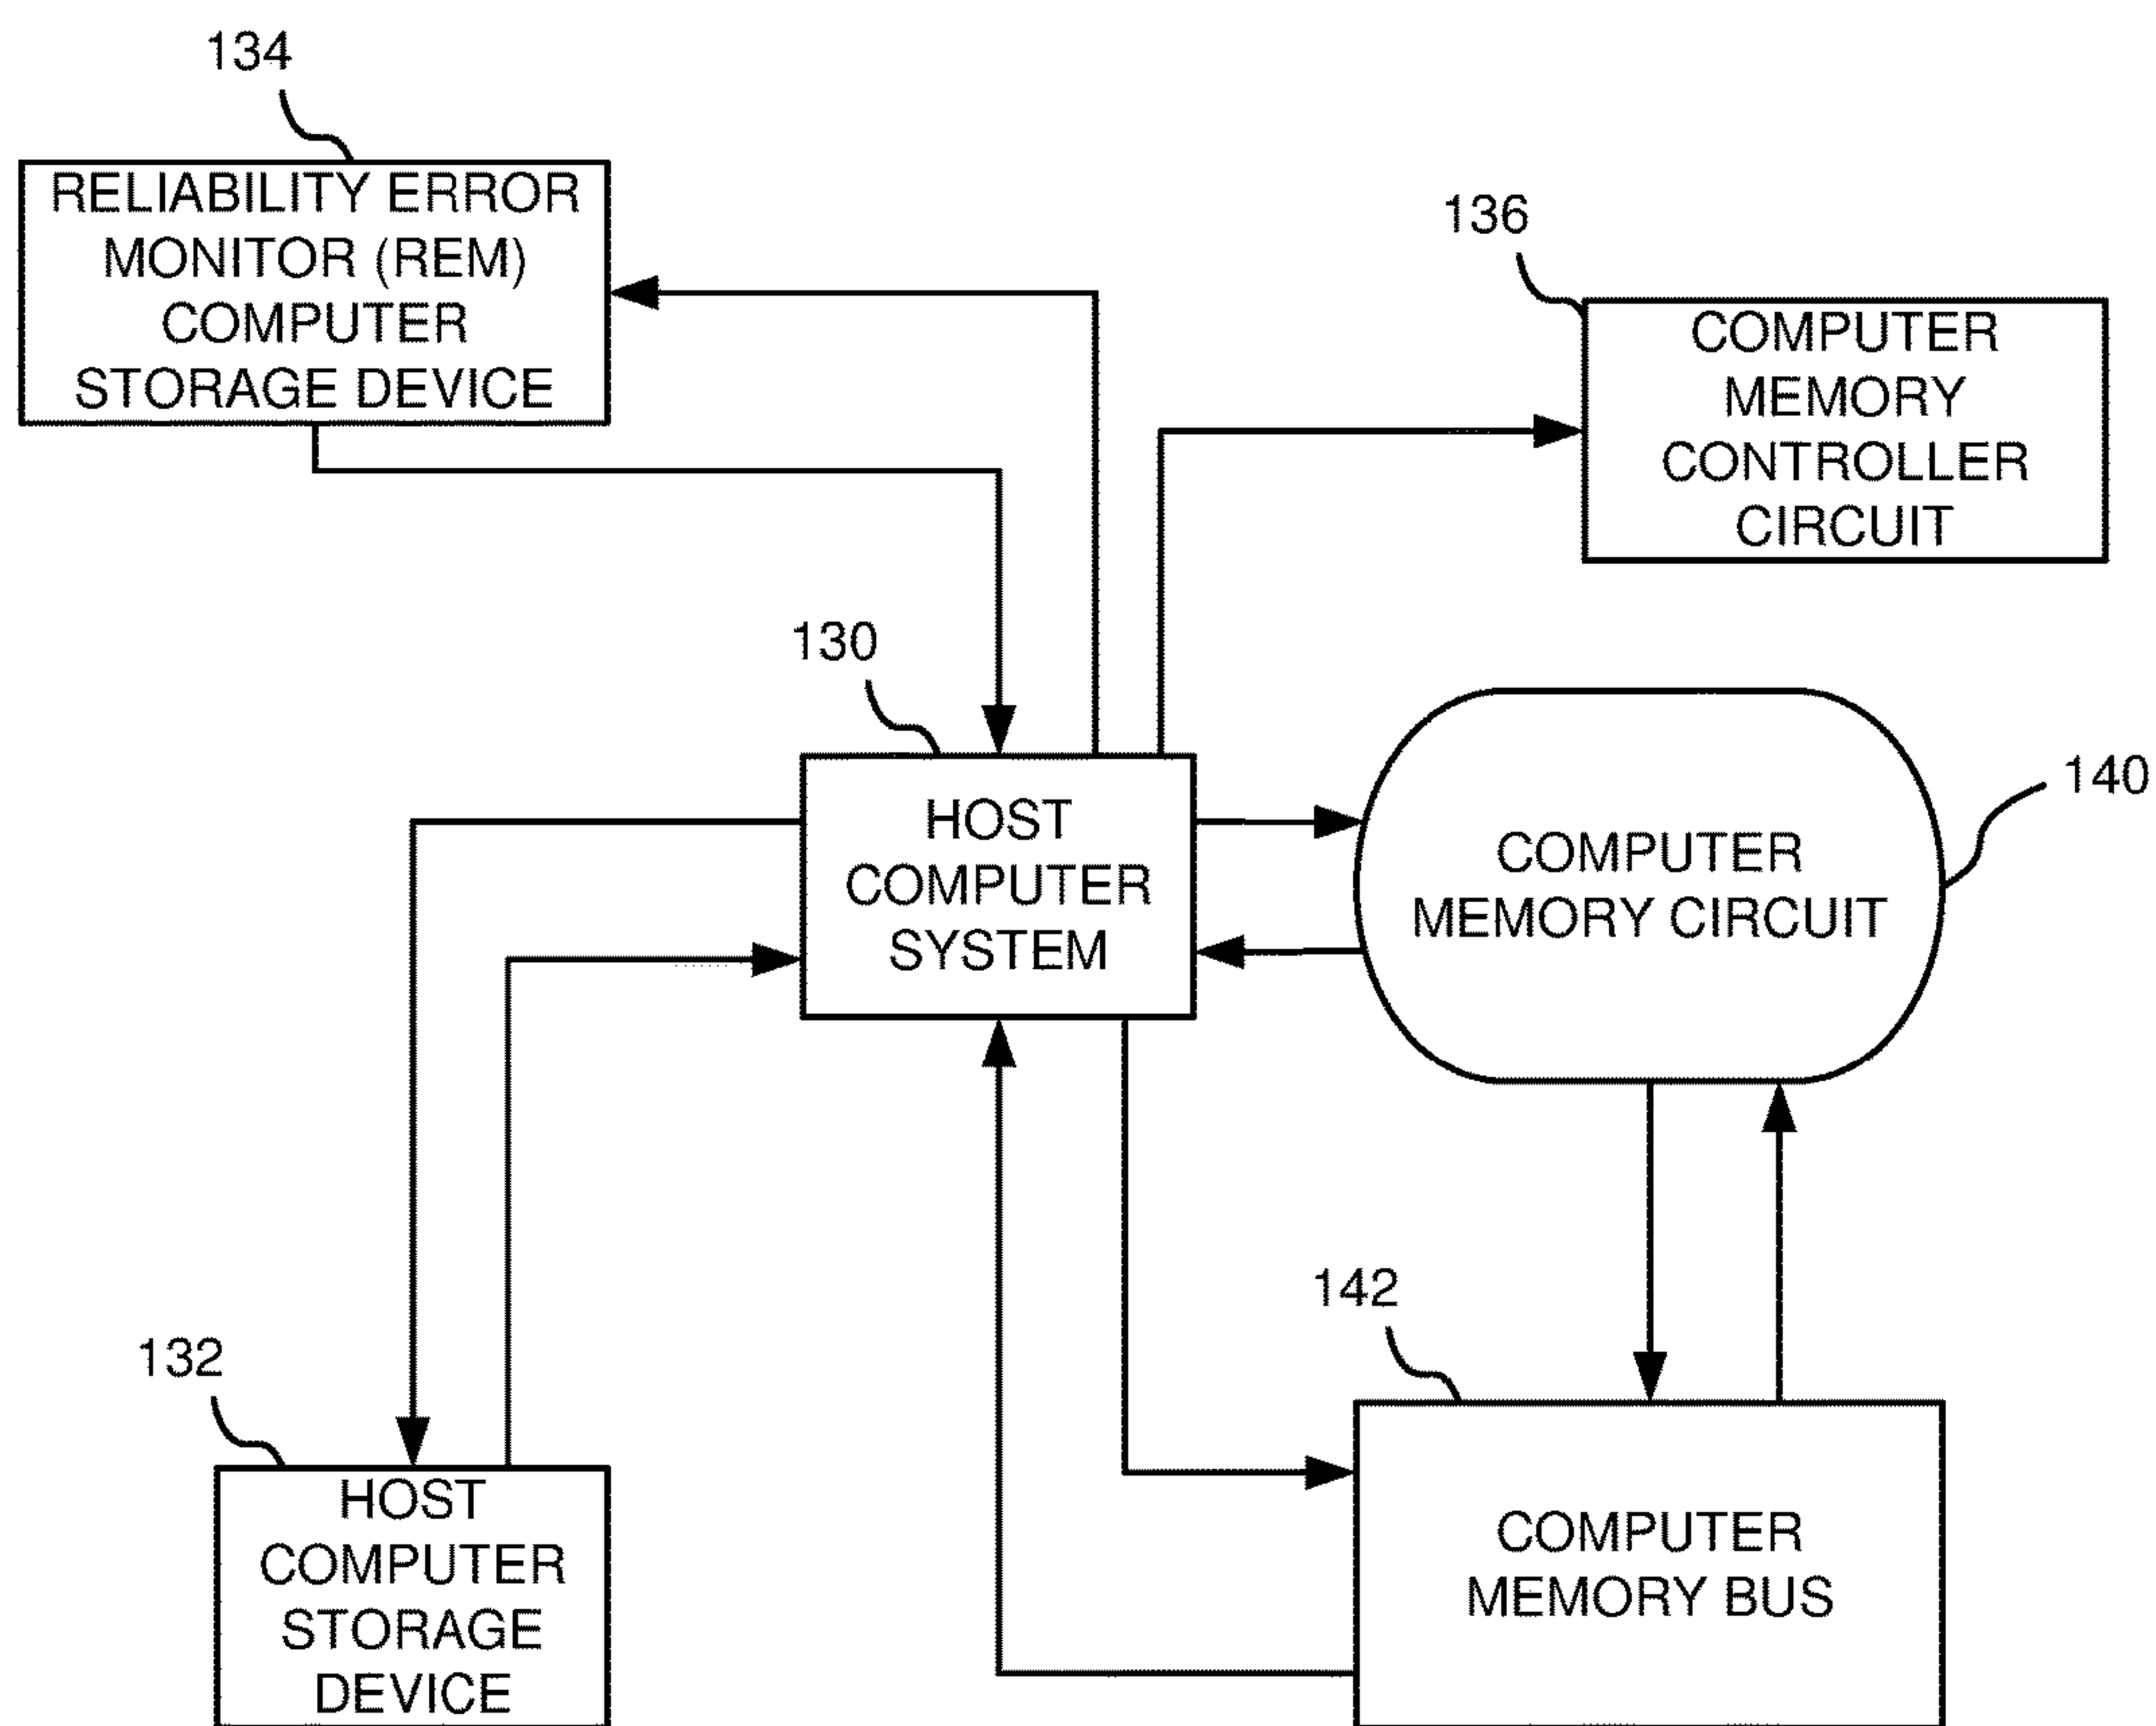 134
RELIABILITY ERROR
MONITOR (REM)
COMPUTER
STORAGE DEVICE
136
COMPUTER
MEMORY
CONTROLLER
CIRCUIT
130
HOST
COMPUTER
SYSTEM
140
COMPUTER
MEMORY CIRCUIT
132
HOST
COMPUTER
STORAGE
DEVICE
142
COMPUTER
MEMORY BUS